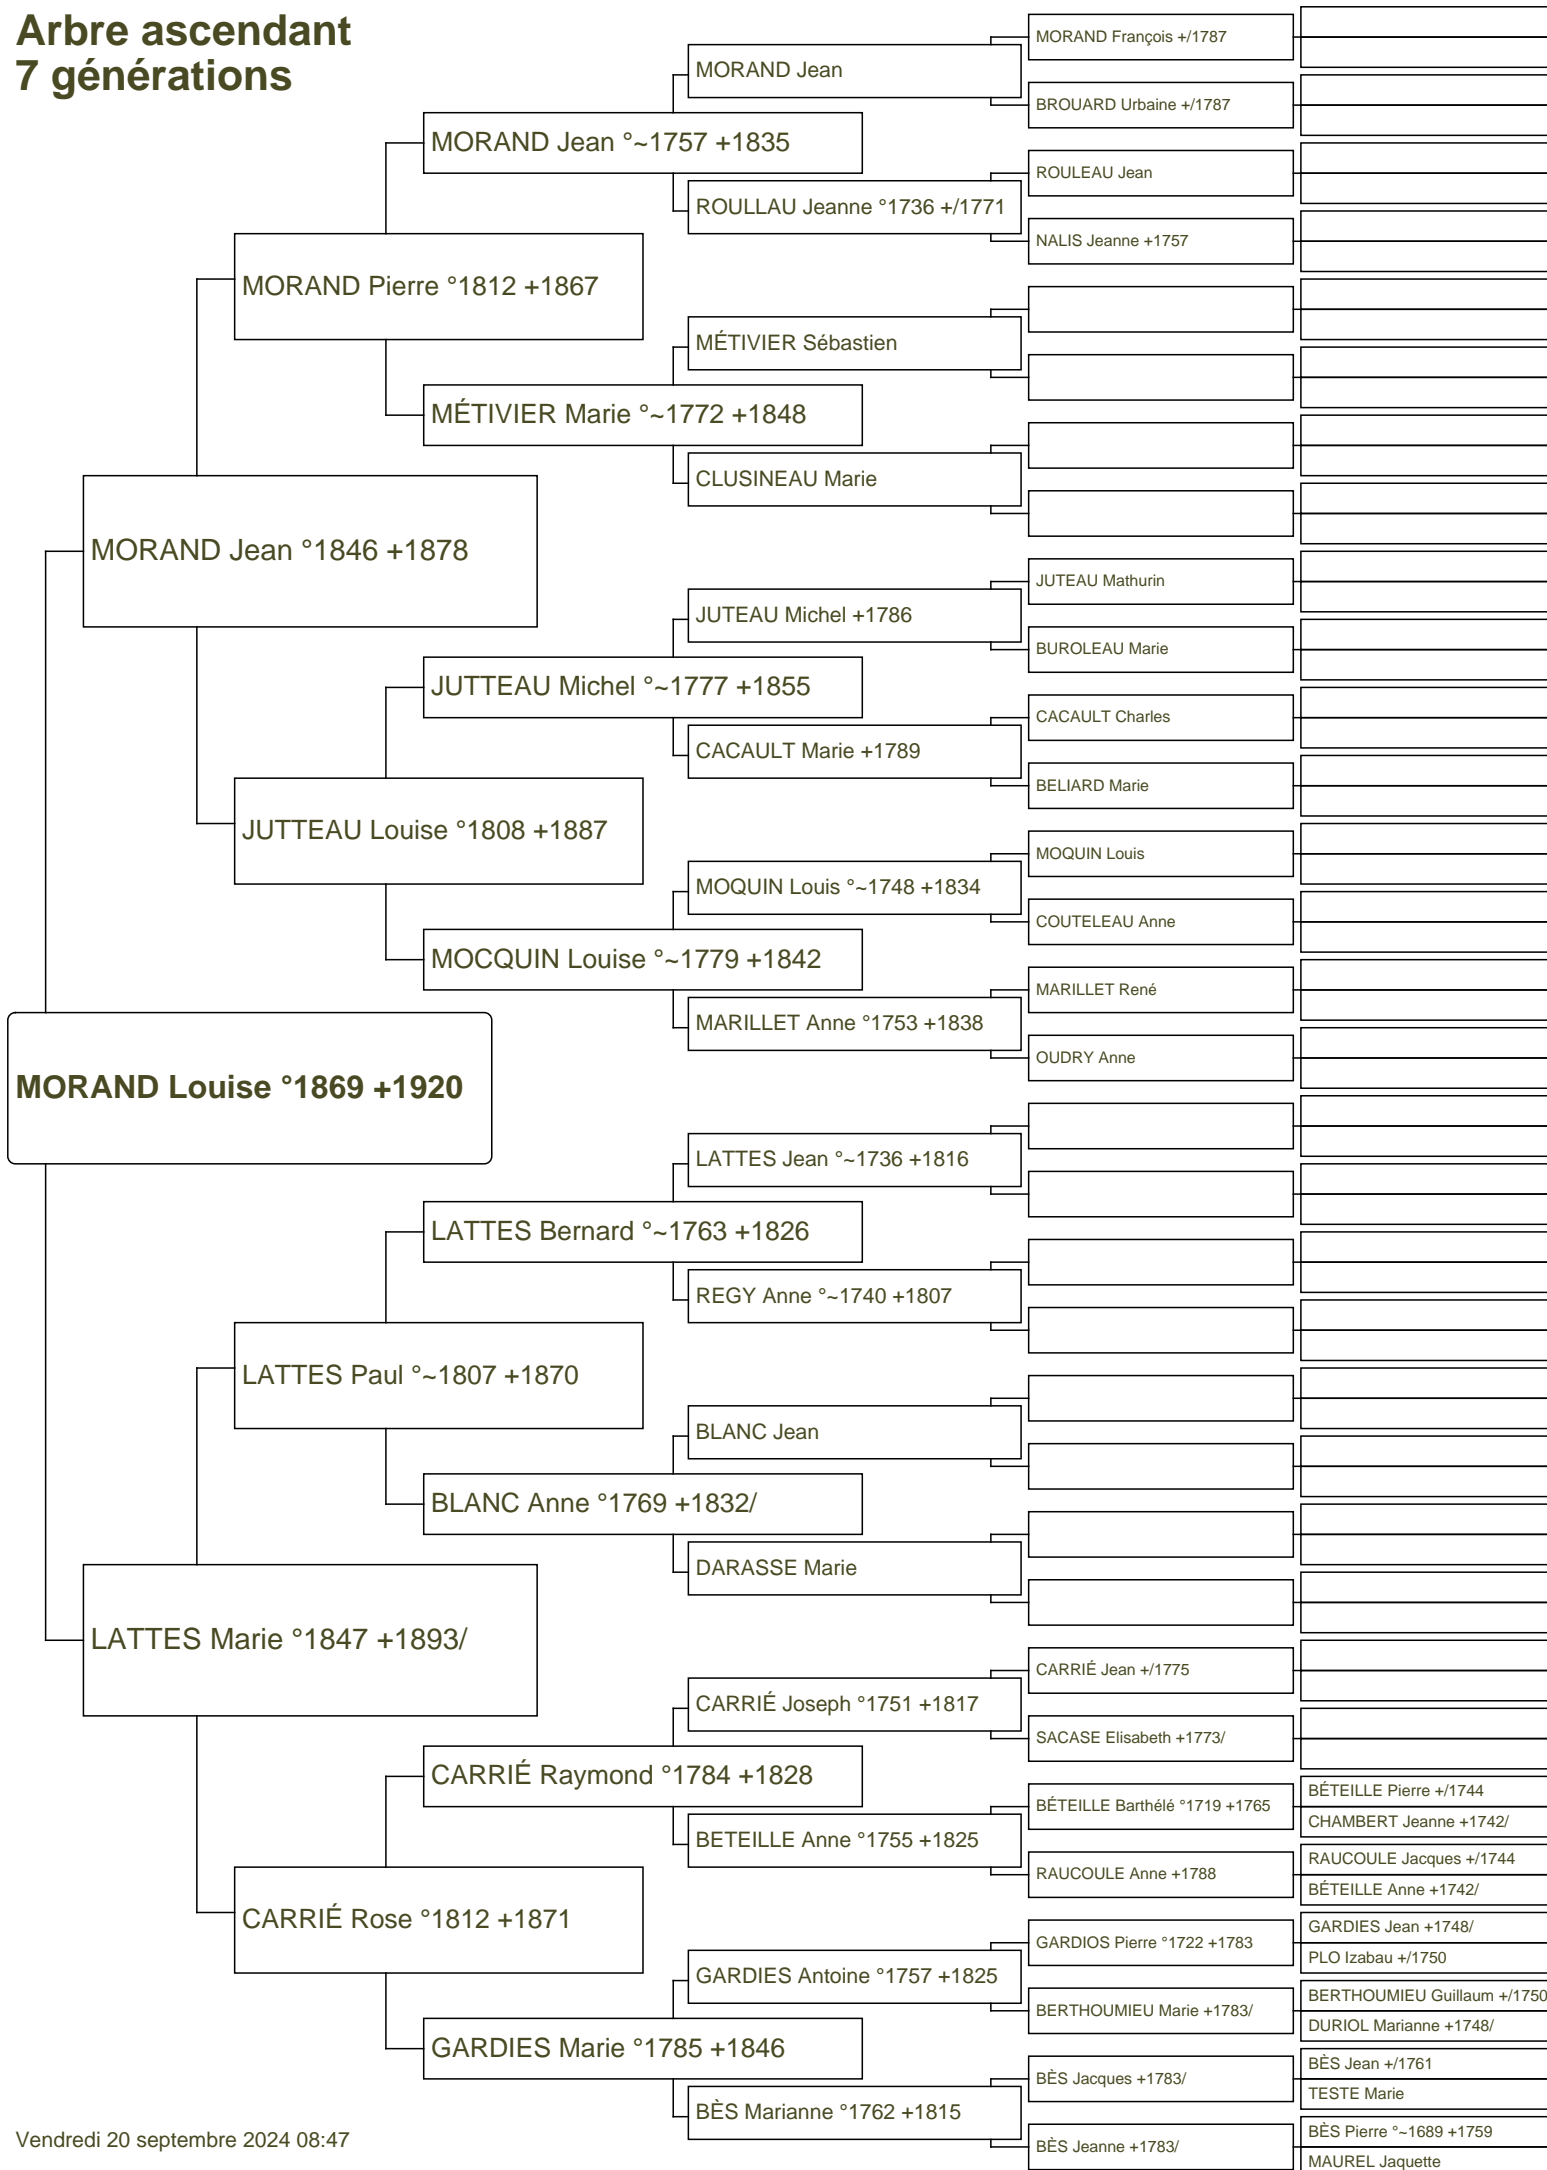 Arbre ascendant
7 générations
MORAND François +/1787
MORAND Jean
BROUARD Urbaine +/1787
MORAND Jean °~1757 +1835
ROULEAU Jean
ROULLAU Jeanne °1736 +/1771
NALIS Jeanne +1757
MORAND Pierre °1812 +1867
MÉTIVIER Sébastien
MÉTIVIER Marie °~1772 +1848
CLUSINEAU Marie
MORAND Jean °1846 +1878
JUTEAU Mathurin
JUTEAU Michel +1786
BUROLEAU Marie
JUTTEAU Michel °~1777 +1855
CACAULT Charles
CACAULT Marie +1789
BELIARD Marie
JUTTEAU Louise °1808 +1887
MOQUIN Louis
MOQUIN Louis °~1748 +1834
COUTELEAU Anne
MOCQUIN Louise °~1779 +1842
MARILLET René
MARILLET Anne °1753 +1838
OUDRY Anne
MORAND Louise °1869 +1920
LATTES Jean °~1736 +1816
LATTES Bernard °~1763 +1826
REGY Anne °~1740 +1807
LATTES Paul °~1807 +1870
BLANC Jean
BLANC Anne °1769 +1832/
DARASSE Marie
LATTES Marie °1847 +1893/
CARRIÉ Jean +/1775
CARRIÉ Joseph °1751 +1817
SACASE Elisabeth +1773/
CARRIÉ Raymond °1784 +1828
BÉTEILLE Pierre +/1744
BÉTEILLE Barthélé °1719 +1765
CHAMBERT Jeanne +1742/
BETEILLE Anne °1755 +1825
RAUCOULE Jacques +/1744
RAUCOULE Anne +1788
BÉTEILLE Anne +1742/
CARRIÉ Rose °1812 +1871
GARDIES Jean +1748/
GARDIOS Pierre °1722 +1783
PLO Izabau +/1750
GARDIES Antoine °1757 +1825
BERTHOUMIEU Guillaum +/1750
BERTHOUMIEU Marie +1783/
DURIOL Marianne +1748/
GARDIES Marie °1785 +1846
BÈS Jean +/1761
BÈS Jacques +1783/
TESTE Marie
BÈS Marianne °1762 +1815
BÈS Pierre °~1689 +1759
BÈS Jeanne +1783/
MAUREL Jaquette
Vendredi 20 septembre 2024 08:47